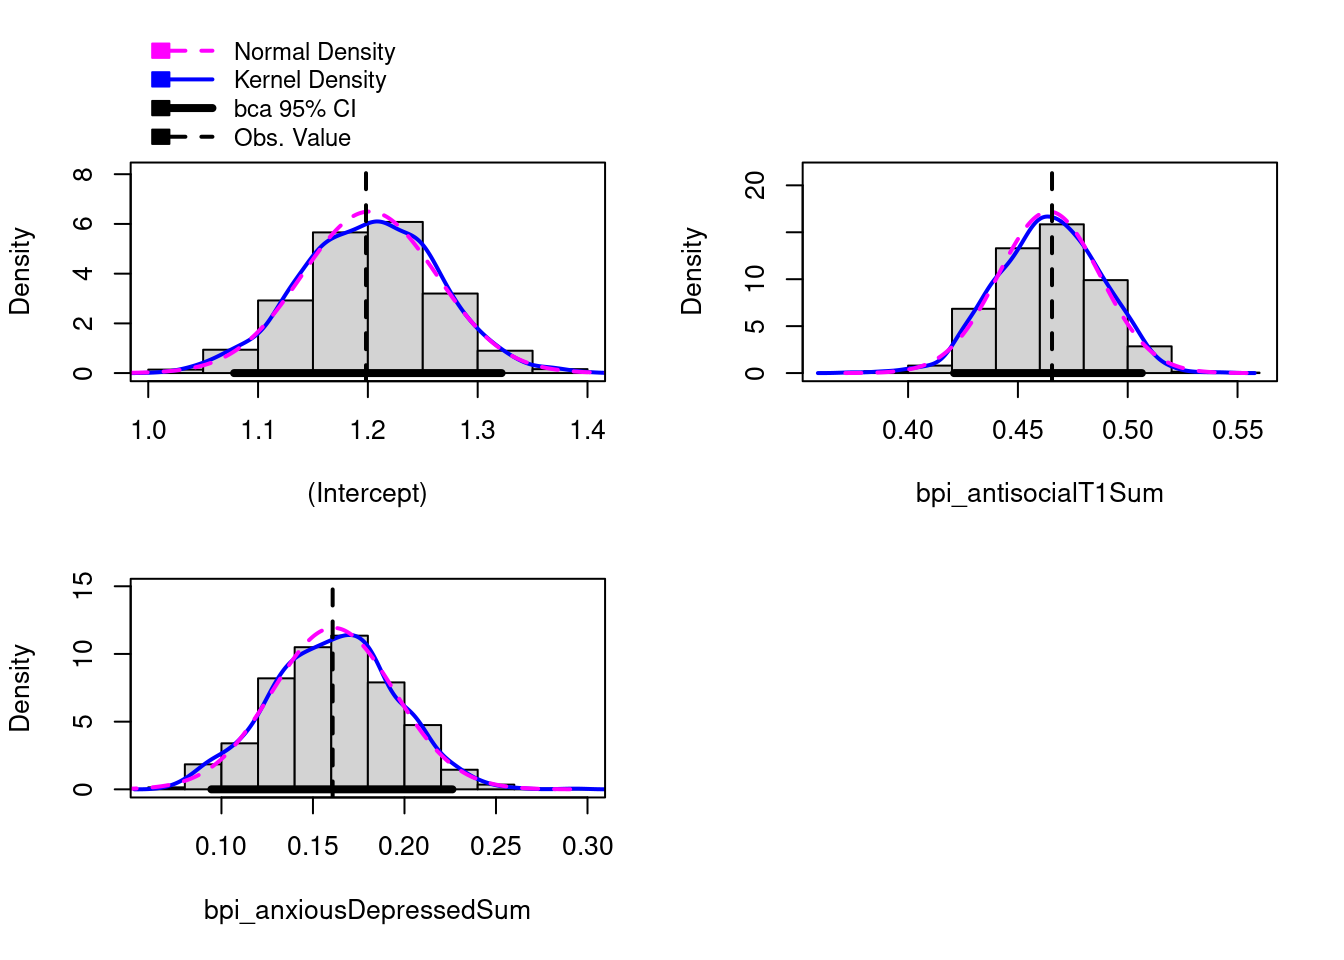 Normal Density
Kernel Density
bca 95% CI
Obs. Value
Density
0 2 4 6 8
1.0 1.1 1.2 1.3 1.4
(Intercept)
Density
0 5 10 20
0.40 0.45 0.50 0.55
bpi_antisocialT1Sum
Density
0 5 10 15
0.10 0.15 0.20 0.25 0.30
bpi_anxiousDepressedSum